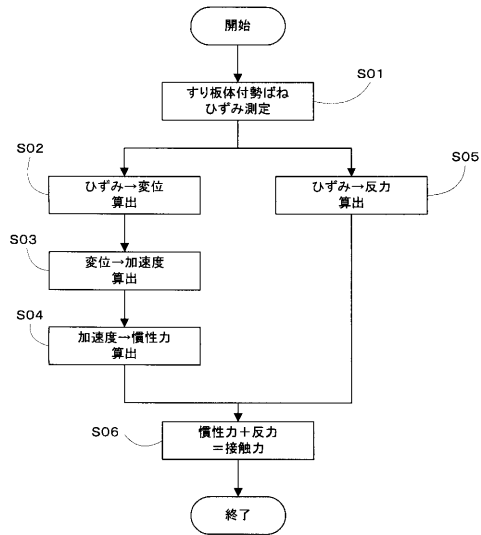 開始
すり板体付勢ばね
ひずみ測定
S01
S02
ひずみ→変位
算出
S05
ひずみ→反力
算出
S03
変位→加速度
算出
S04
加速度→慣性力
算出
S06
慣性力+反力
=接触力
終了